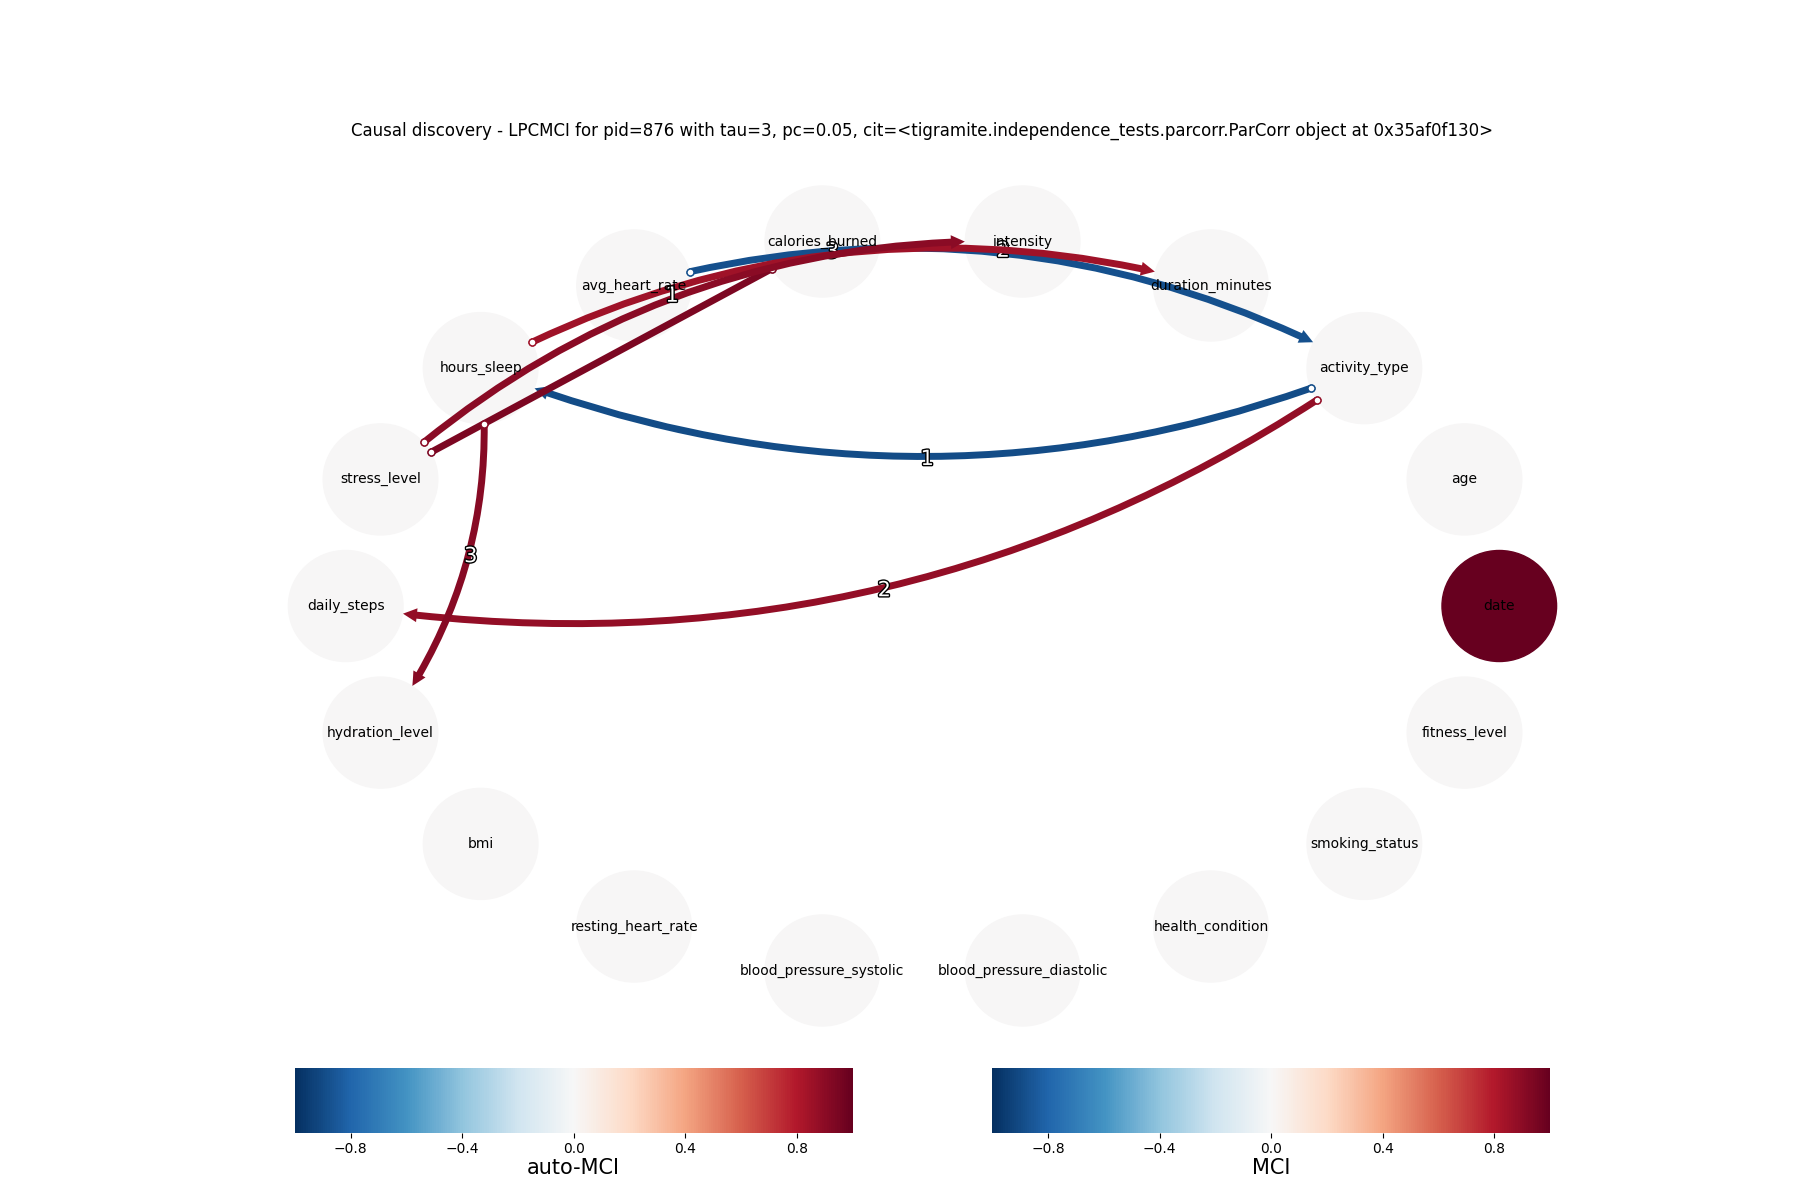 Causal discovery - LPCMCI for pid=876 with tau=3, pc=0.05, cit=<tigramite.independence_tests.parcorr.ParCorr object at 0x35af0f130>
calories_burned
intensity
avg_heart_rate
duration_minutes
3
2
1
hours_sleep
activity_type
1
stress_level
age
3
2
daily_steps
date
hydration_level
fitness_level
bmi
smoking_status
resting_heart_rate
health_condition
blood_pressure_systolic
blood_pressure_diastolic
−0.8 −0.4 0.0 0.4 0.8
auto-MCI
−0.8 −0.4 0.0 0.4 0.8
MCI